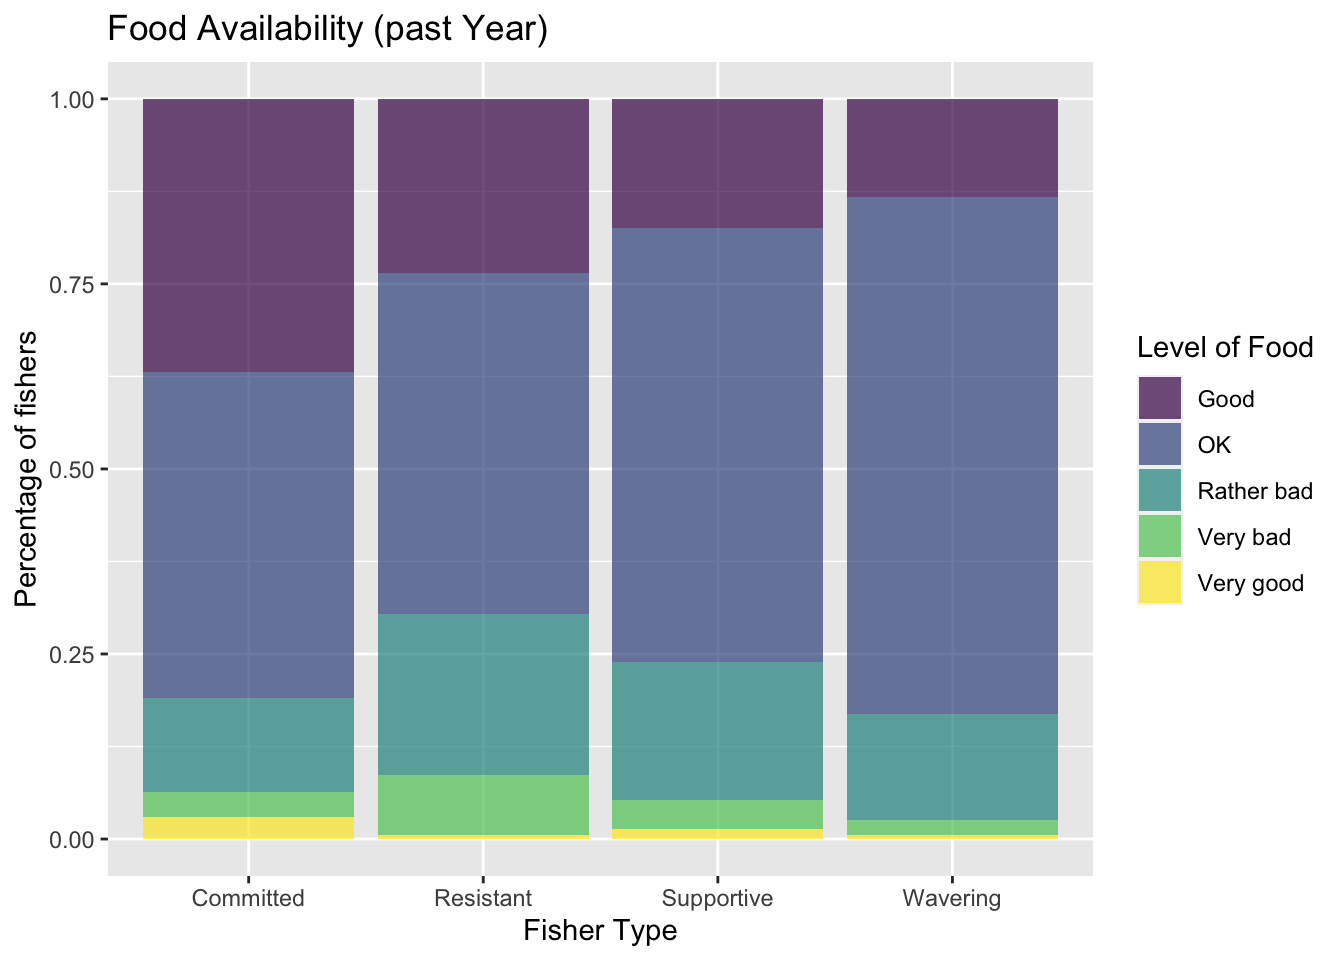 Food Availability (past Year)
Percentage of fishers
1.00
0.75
0.50
0.25
0.00
Committed
Resistant
Supportive
Wavering
Fisher Type
Level of Food
Good
OK
Rather bad
Very bad
Very good